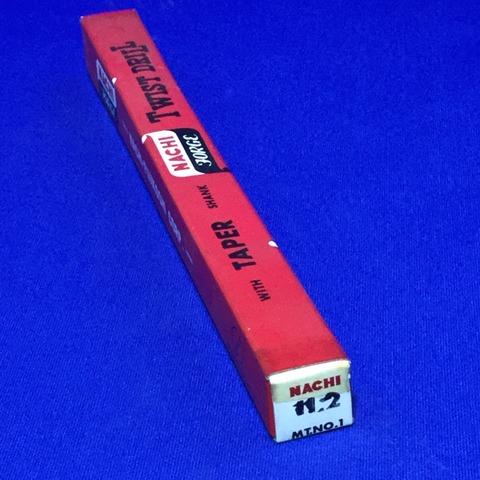 TWIST DRILL
NACHI
FORGE
WITH TAPER SHANK
NACHI
11.2
MT.NO.1